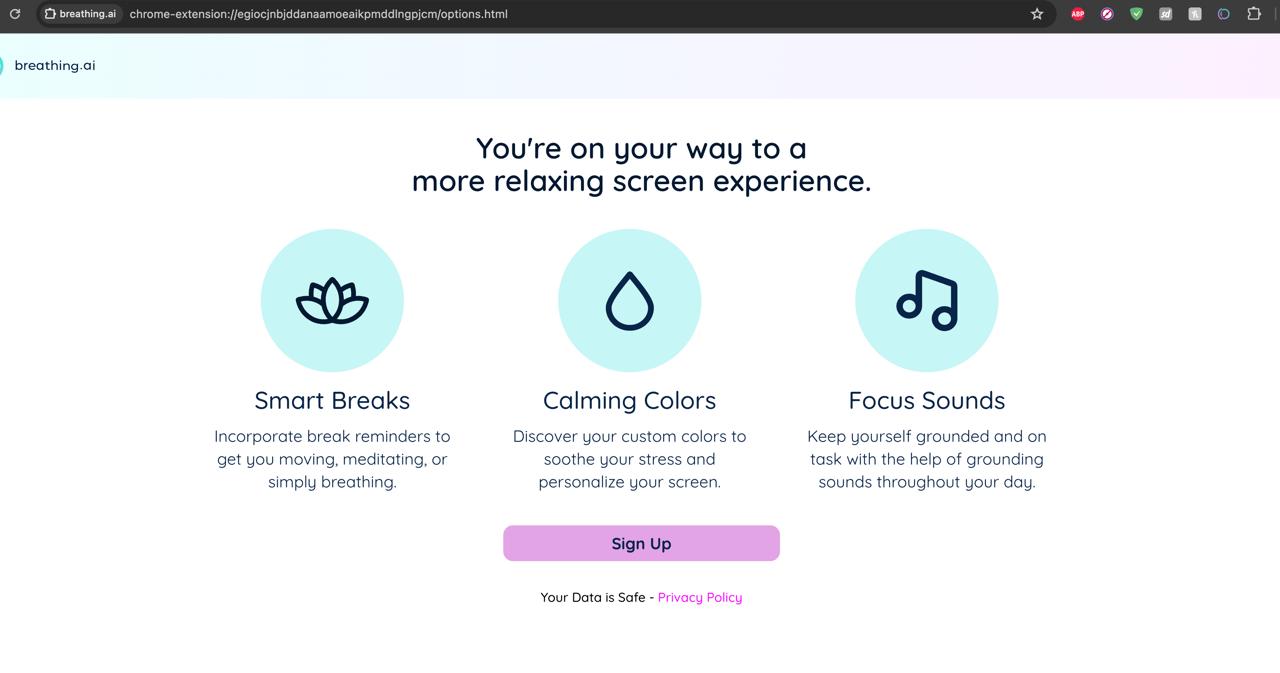 breathing.ai
chrome-extension://egiocjnbjddanaamoeaikpmddlngpjcm/options.html
ABP
sd
breathing.ai
You're on your way to a
more relaxing screen experience.
Smart Breaks
Incorporate break reminders to
get you moving, meditating, or
simply breathing.
Calming Colors
Discover your custom colors to
soothe your stress and
personalize your screen.
Focus Sounds
Keep yourself grounded and on
task with the help of grounding
sounds throughout your day.
Sign Up
Your Data is Safe - Privacy Policy